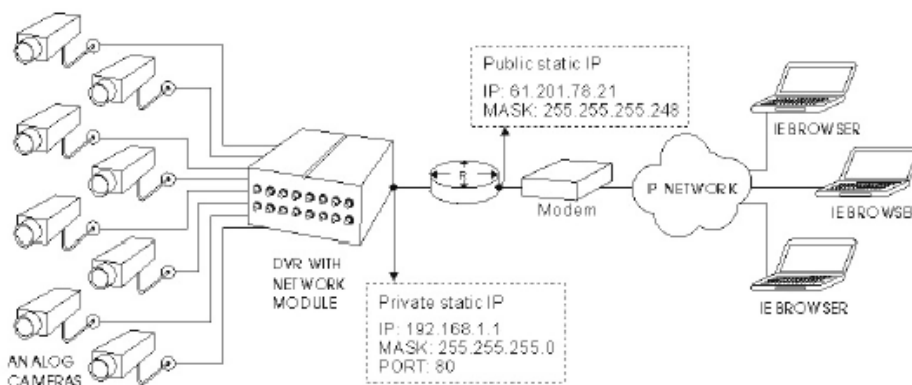 Public static IP
IP: 61.201.78.21
MASK: 255.255.255.248
IE BROWSER
R
Modem
IP NETWORK
IE BROWSER
DVR WITH
NETWORK
MODULE
IE BROWSER
Private static IP
IP: 192.168.1.1
MASK: 255.255.255.0
PORT: 80
ANALOG
CAMERAS